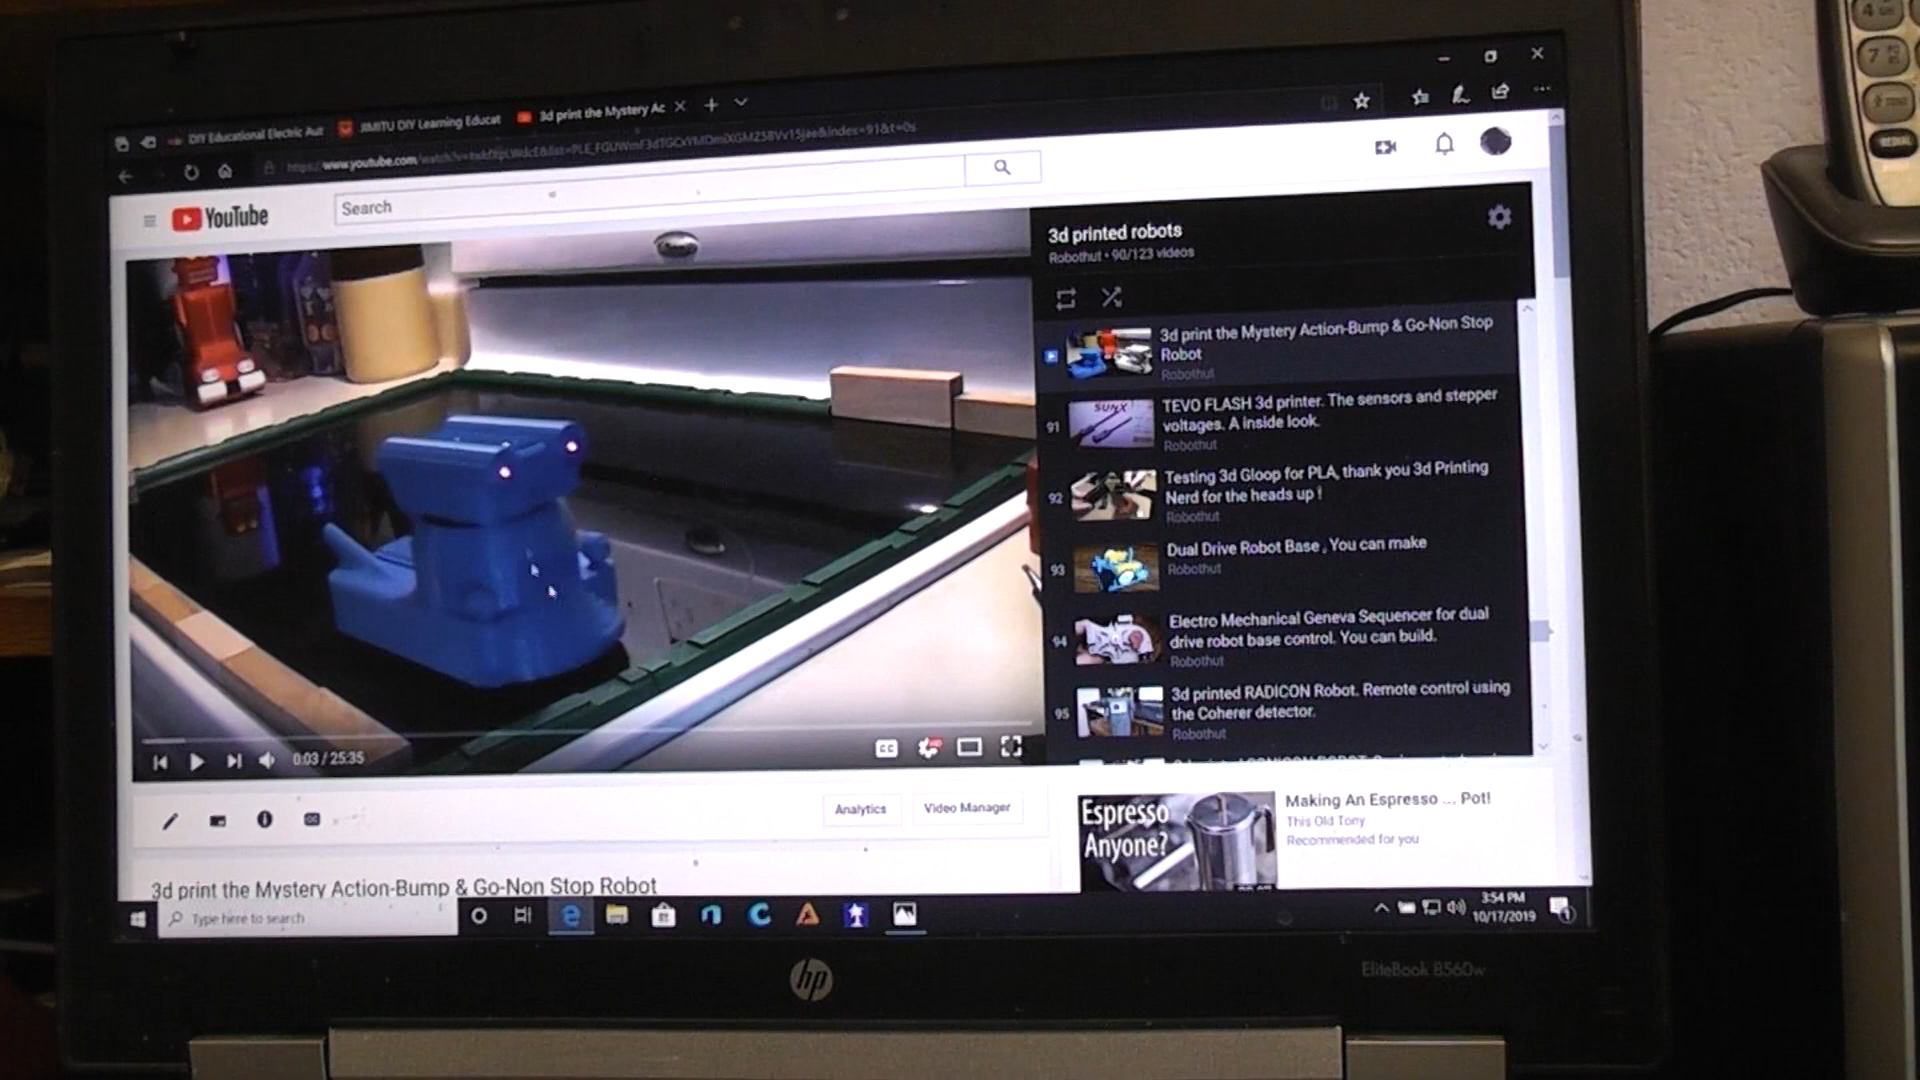 DIY Educational Electric Aut
JIMITU DIY Learning Educat
3d print the Mystery Ac
www.youtube.com
YouTube
Search
3d printed robots
Robothut • 90/123 videos
3d print the Mystery Action-Bump & Go-Non Stop
Robot
Robothut
91
SUNX
TEVO FLASH 3d printer. The sensors and stepper
voltages. A inside look.
Robothut
92
Testing 3d Gloop for PLA, thank you 3d Printing
Nerd for the heads up !
Robothut
93
Dual Drive Robot Base , You can make
Robothut
94
Electro Mechanical Geneva Sequencer for dual
drive robot base control. You can build.
Robothut
95
3d printed RADICON Robot. Remote control using
the Coherer detector.
Robothut
0:03 / 25:35
CC
Analytics
Video Manager
Espresso
Anyone?
Making An Espresso ... Pot!
This Old Tony
Recommended for you
3d print the Mystery Action-Bump & Go-Non Stop Robot
Type here to search
3:54 PM
10/17/2019
1
hp
EliteBook 8560w
4
7
REDIAL